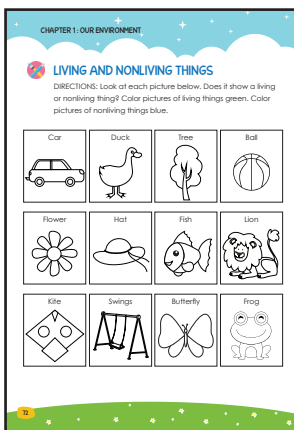 CHAPTER 1 : OUR ENVIRONMENT
LIVING AND NONLIVING THINGS
DIRECTIONS: Look at each picture below. Does it show a living
or nonliving thing? Color pictures of living things green. Color
pictures of nonliving things blue.
Car Duck Tree Ball
Flower Hat Fish Lion
Kite Swings Butterfly Frog
72